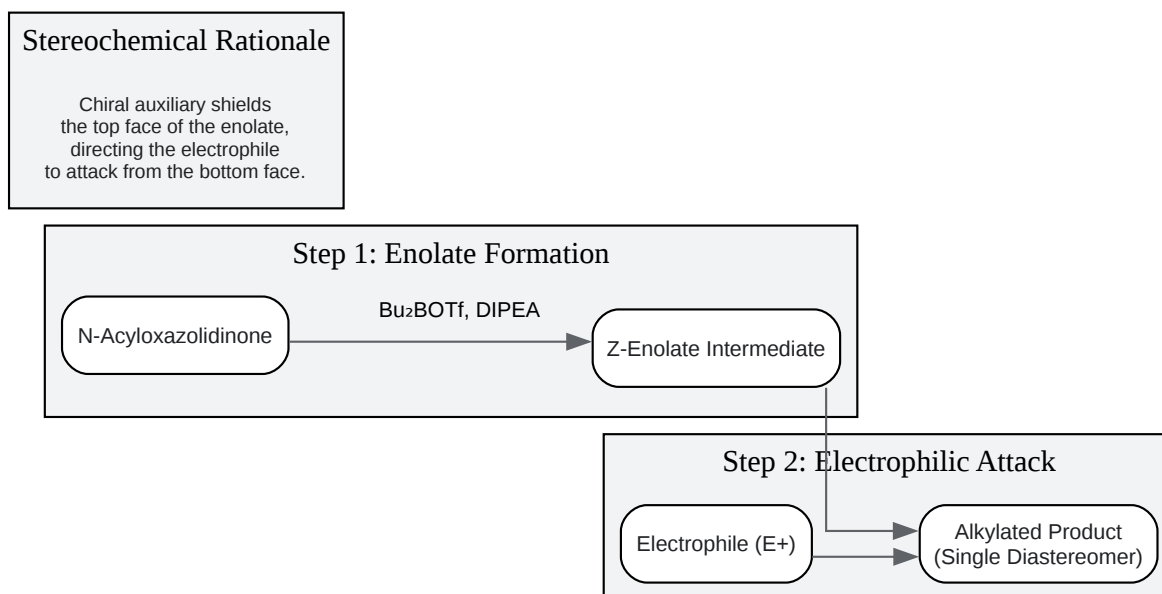 Stereochemical Rationale
Chiral auxiliary shields
the top face of the enolate,
directing the electrophile
to attack from the bottom face.
Step 1: Enolate Formation
N-Acyloxazolidinone
Bu₂BOTf, DIPEA
Z-Enolate Intermediate
Step 2: Electrophilic Attack
Electrophile (E+)
Alkylated Product
(Single Diastereomer)